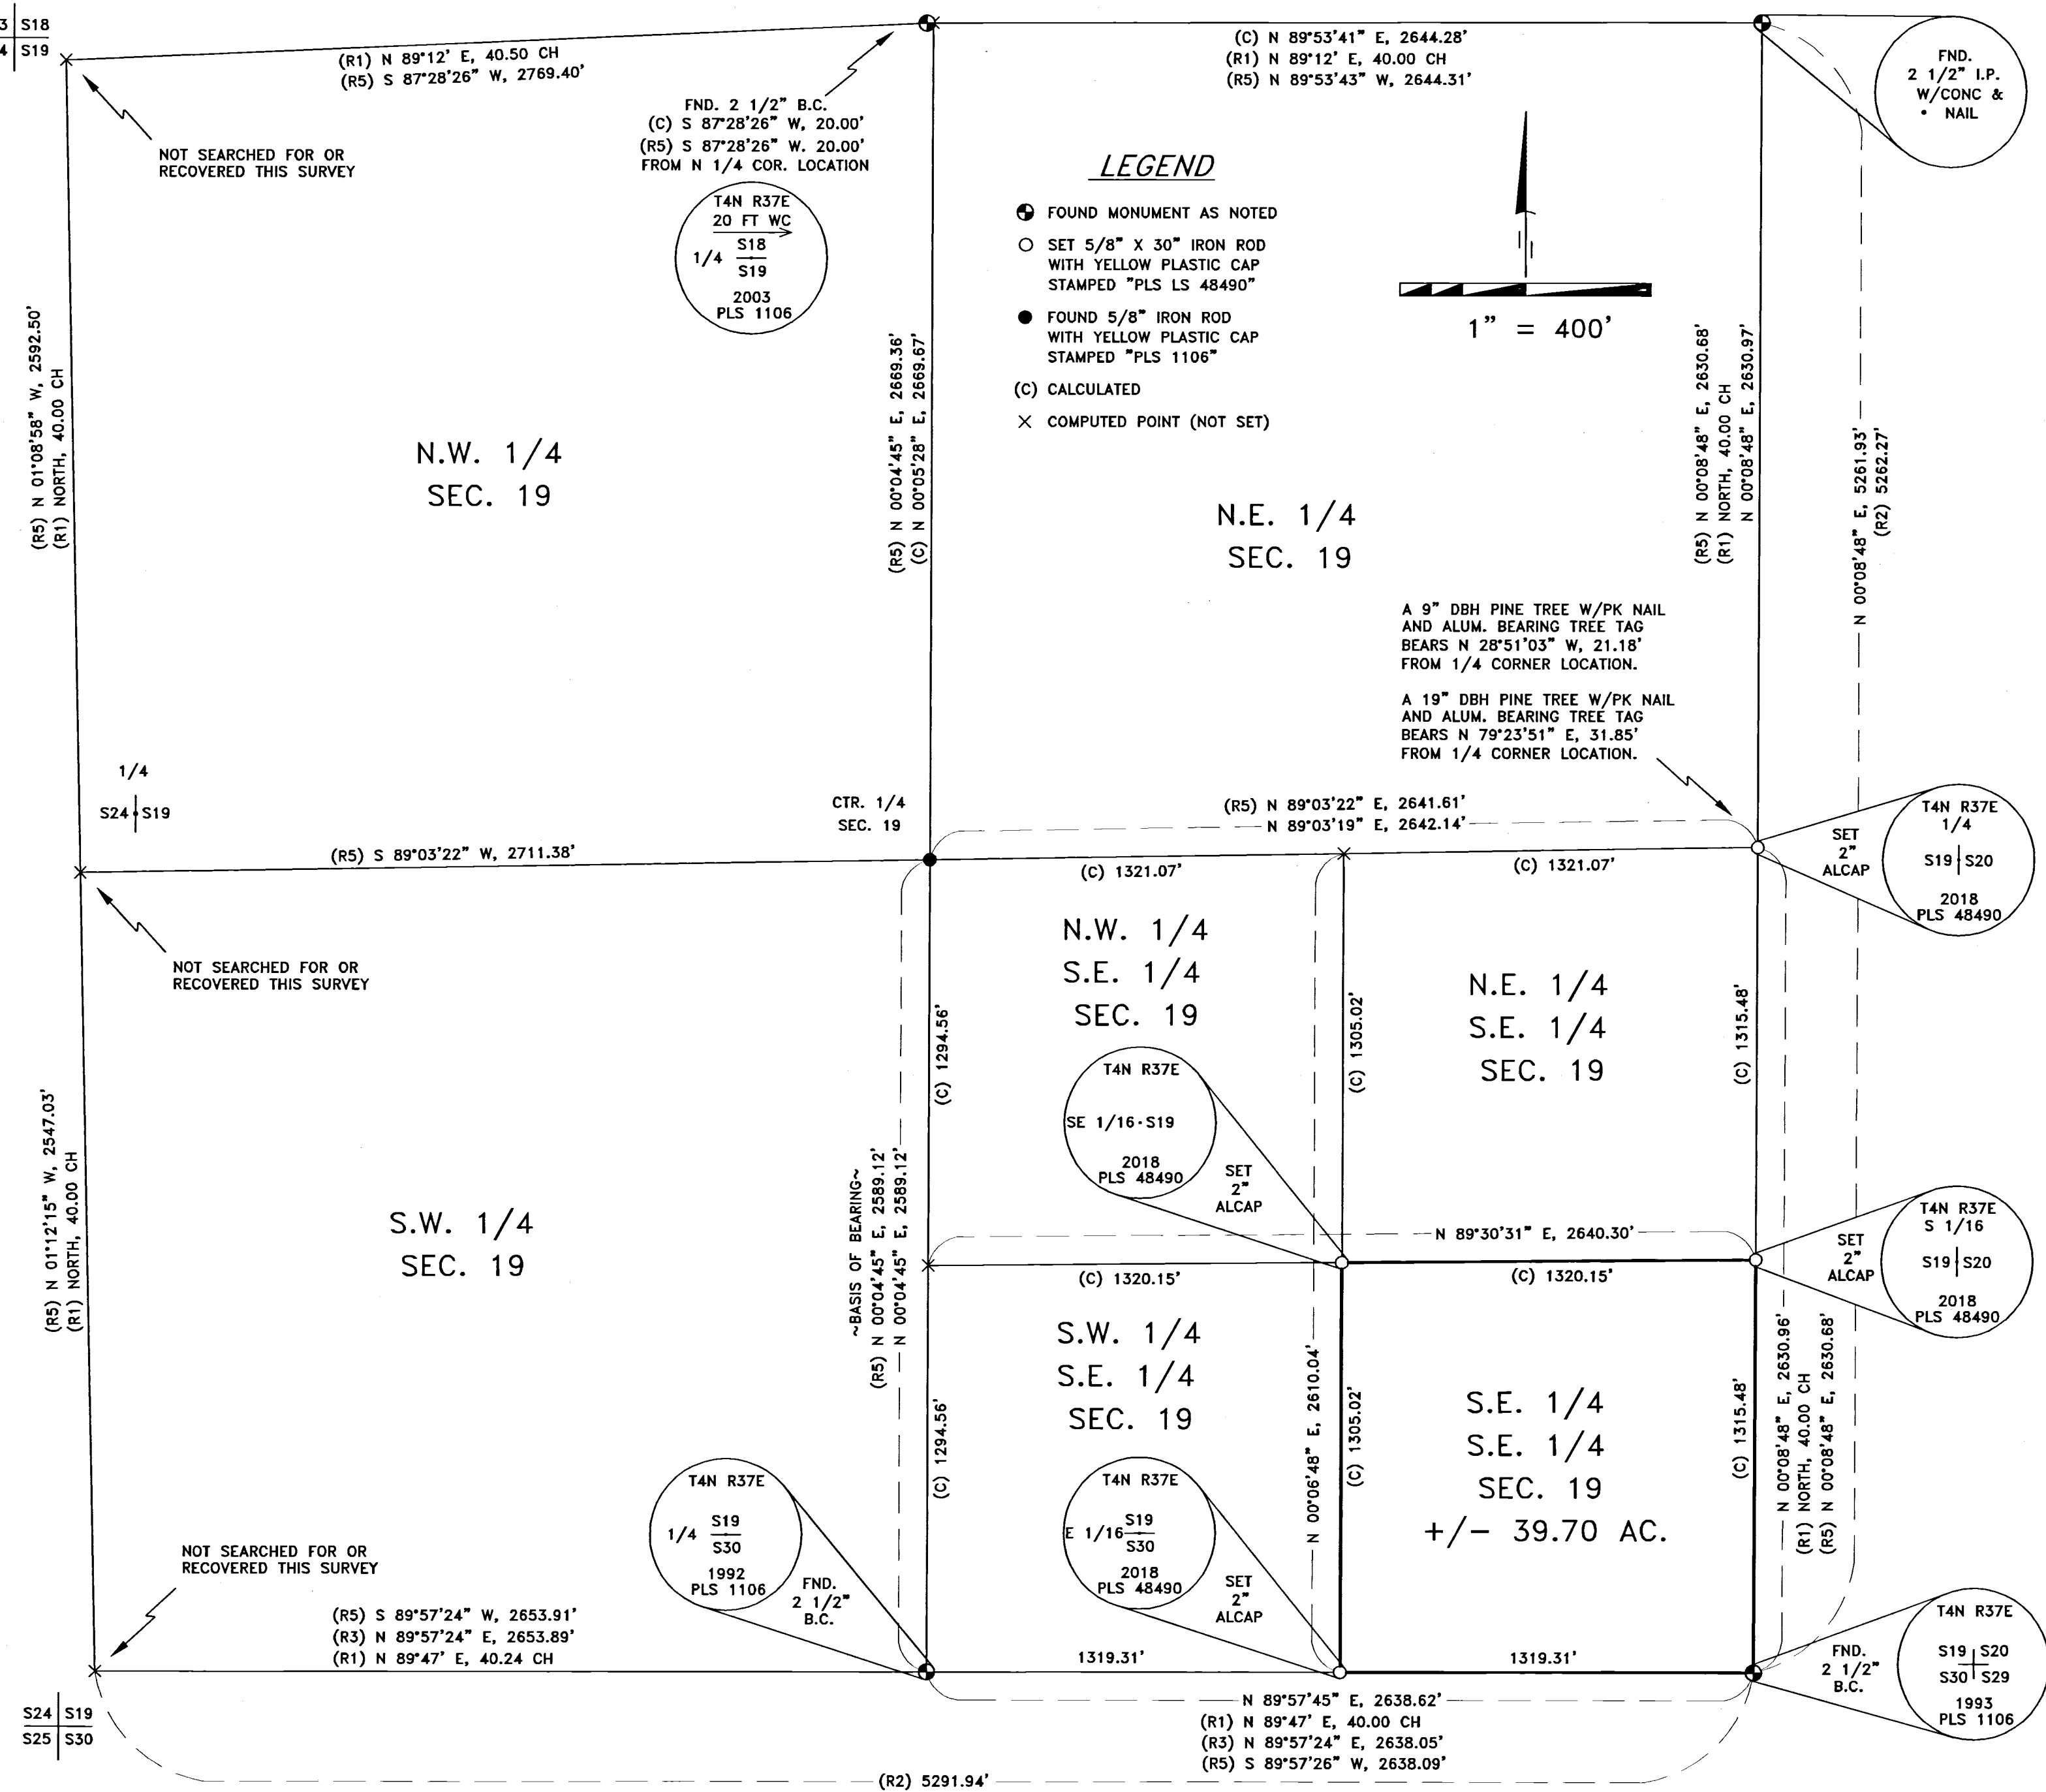 3 S18
4 S19
(R1) N 89°12' E, 40.50 CH
(R5) S 87°28'26" W, 2769.40'
(C) N 89°53'41" E, 2644.28'
(R1) N 89°12' E, 40.00 CH
(R5) N 89°53'43" W, 2644.31'
FND.
2 1/2" I.P.
W/CONC &
• NAIL
NOT SEARCHED FOR OR
RECOVERED THIS SURVEY
FND. 2 1/2" B.C.
(C) S 87°28'26" W, 20.00'
(R5) S 87°28'26" W. 20.00'
FROM N 1/4 COR. LOCATION
T4N R37E
20 FT WC
1/4 S18
S19
2003
PLS 1106
LEGEND
FOUND MONUMENT AS NOTED
SET 5/8" X 30" IRON ROD
WITH YELLOW PLASTIC CAP
STAMPED "PLS LS 48490"
FOUND 5/8" IRON ROD
WITH YELLOW PLASTIC CAP
STAMPED "PLS 1106"
(C) CALCULATED
X COMPUTED POINT (NOT SET)
1" = 400'
(R5) N 01°08'58" W, 2592.50'
(R1) NORTH, 40.00 CH
N.W. 1/4
SEC. 19
(R5) N 00°04'45" E, 2669.36'
(C) N 00°05'28" E, 2669.67'
N.E. 1/4
SEC. 19
(R5) N 00°08'48" E, 2630.68'
(R1) NORTH, 40.00 CH
N 00°08'48" E, 2630.97'
N 00°08'48" E, 5261.93'
(R2) 5262.27'
A 9" DBH PINE TREE W/PK NAIL
AND ALUM. BEARING TREE TAG
BEARS N 28°51'03" W, 21.18'
FROM 1/4 CORNER LOCATION.
A 19" DBH PINE TREE W/PK NAIL
AND ALUM. BEARING TREE TAG
BEARS N 79°23'51" E, 31.85'
FROM 1/4 CORNER LOCATION.
1/4
S24 S19
CTR. 1/4
SEC. 19
(R5) S 89°03'22" W, 2711.38'
(R5) N 89°03'22" E, 2641.61'
N 89°03'19" E, 2642.14'
(C) 1321.07'
(C) 1321.07'
SET
2"
ALCAP
T4N R37E
1/4
S19 S20
2018
PLS 48490
NOT SEARCHED FOR OR
RECOVERED THIS SURVEY
N.W. 1/4
S.E. 1/4
SEC. 19
N.E. 1/4
S.E. 1/4
SEC. 19
(C) 1294.56'
(C) 1305.02'
(C) 1315.48'
T4N R37E
SE 1/16 · S19
2018
PLS 48490
SET
2"
ALCAP
(R5) N 01°12'15" W, 2547.03'
(R1) NORTH, 40.00 CH
S.W. 1/4
SEC. 19
~BASIS OF BEARING~
(R5) N 00°04'45" E, 2589.12'
N 00°04'45" E, 2589.12'
N 89°30'31" E, 2640.30'
(C) 1320.15'
(C) 1320.15'
SET
2"
ALCAP
T4N R37E
S 1/16
S19 S20
2018
PLS 48490
S.W. 1/4
S.E. 1/4
SEC. 19
S.E. 1/4
S.E. 1/4
SEC. 19
+/- 39.70 AC.
(C) 1294.56'
N 00°06'48" E, 2610.04'
(C) 1305.02'
(C) 1315.48'
N 00°08'48" E, 2630.96'
(R1) NORTH, 40.00 CH
(R5) N 00°08'48" E, 2630.68'
T4N R37E
1/4 S19
S30
1992
PLS 1106
FND.
2 1/2"
B.C.
T4N R37E
E 1/16 S19
S30
2018
PLS 48490
SET
2"
ALCAP
NOT SEARCHED FOR OR
RECOVERED THIS SURVEY
(R5) S 89°57'24" W, 2653.91'
(R3) N 89°57'24" E, 2653.89'
(R1) N 89°47' E, 40.24 CH
1319.31'
1319.31'
FND.
2 1/2"
B.C.
T4N R37E
S19 S20
S30 S29
1993
PLS 1106
S24 S19
S25 S30
N 89°57'45" E, 2638.62'
(R1) N 89°47' E, 40.00 CH
(R3) N 89°57'24" E, 2638.05'
(R5) S 89°57'26" W, 2638.09'
(R2) 5291.94'